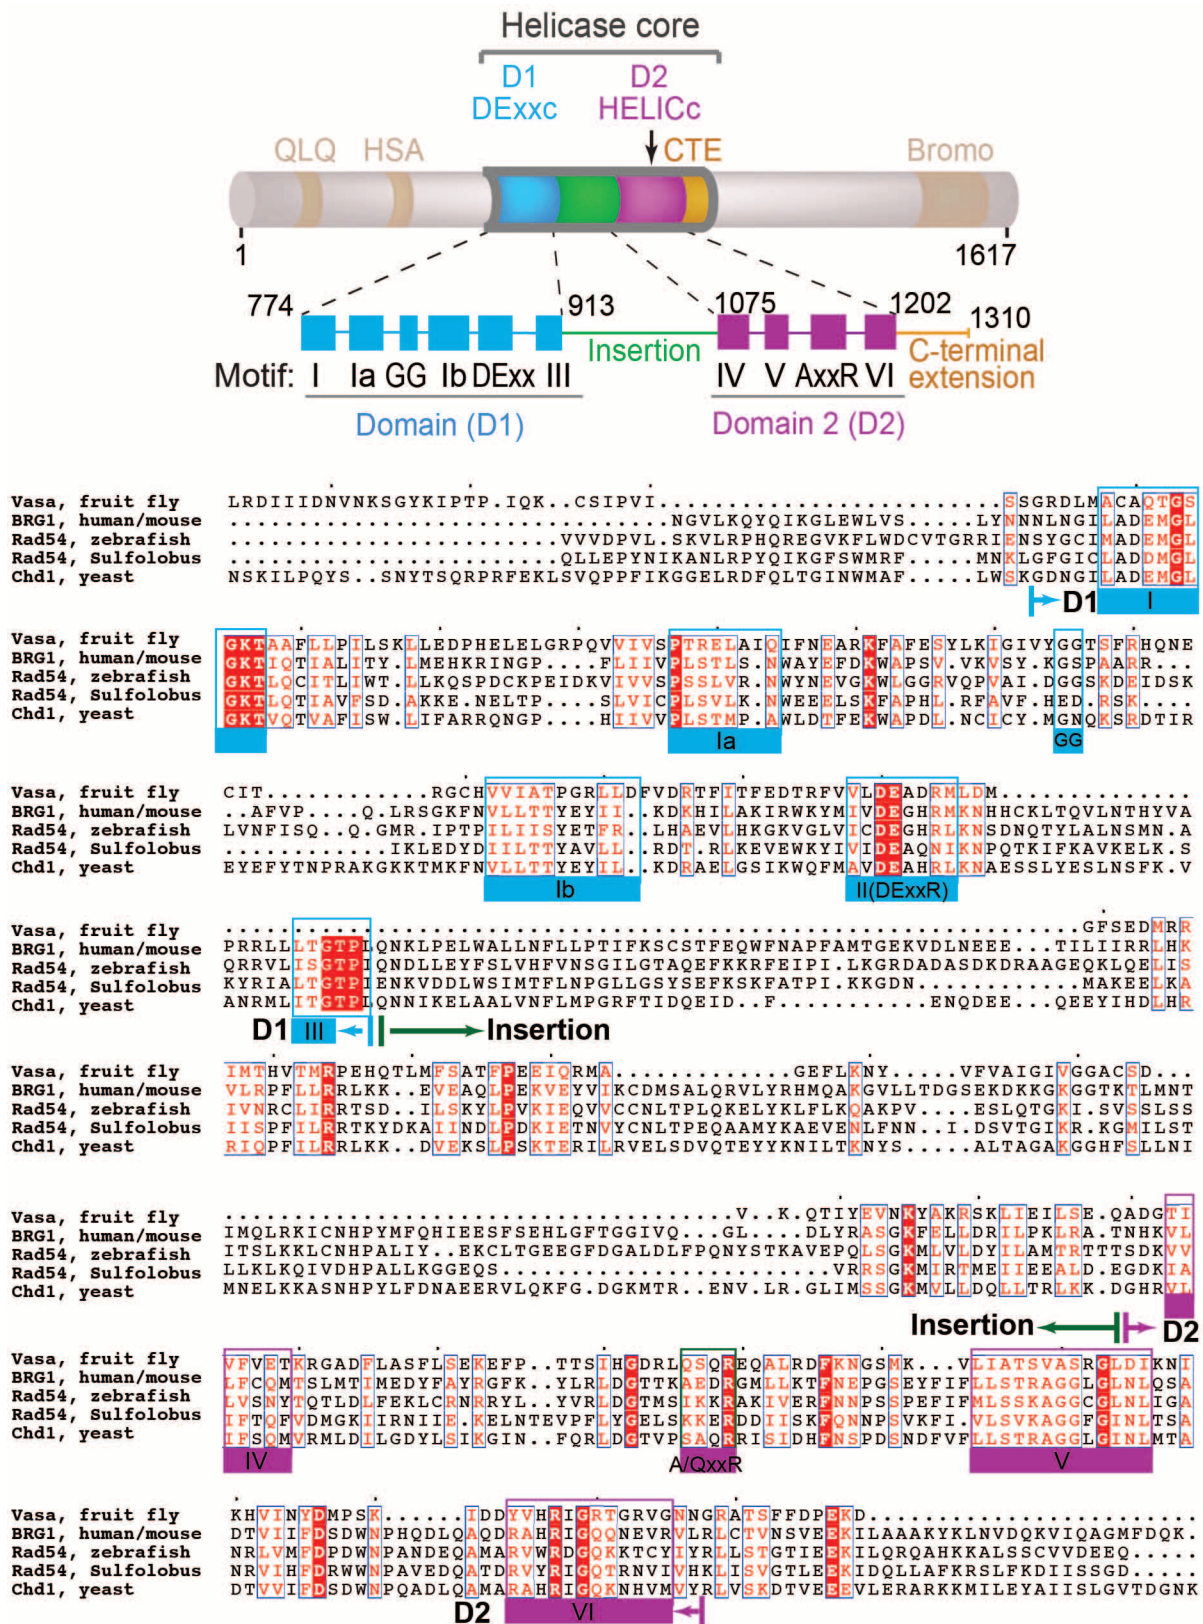 Helicase core
D1 D2
DExxc HELICc
QLQ HSA CTE Bromo
1 1617
774 913 1075 1202 1310
Insertion C-terminal extension
Motif: I Ia GG Ib DExx III IV V AxxR VI
Domain (D1) Domain 2 (D2)
Vasa, fruit fly LRDIIIDNVNKSGYKIPTP.IQK..CSIPVI.........................SSGRDLMACAQTGS
BRG1, human/mouse ................................NGVLKQYQIKGLEWLVS....LYNNNLNGILADEMGL
Rad54, zebrafish ........................VVVDPVL.SKVLRPHQREGVKFLWDCVTGRRIENSYGCIMADEMGL
Rad54, Sulfolobus ........................QLLEPYNIKANLRPYQIKGFSWMRF....MNKLGFGICLADDMGL
Chd1, yeast NSKILPQYS..SNYTSQRPRFEKLSVQPPFIKGGELRDFQLTGINWMAF....LWSKGDNGILADEMGL
D1 I
Vasa, fruit fly GKTAAFLLPILSKLLEDPHELELGRPQVVIVSPTRELAIQIFNEARKFAFESYLKIGIVYGGTSFRHQNE
BRG1, human/mouse GKTIQTIALITY.LMEHKRINGP....FLIIVPLSTLS.NWAYEFDKWAPSV.VKVSY.KGSPAARR..
Rad54, zebrafish GKTLQCITLIWT.LLKQSPDCKPEIDKVIVVSPSSLVR.NWYNEVGKWLGGRVQPVAI.DGGSKDEIDSK
Rad54, Sulfolobus GKTLQTIAVFSD.AKKE.NELTP....SLVICPLSVLK.NWEEELSKFAPHL.RFAVF.HEDRSK....
Chd1, yeast GKTVQTVAFISW.LIFARRQNGP....HIIVVPLSTMP.AWLDTFEKWAPDL.NCICY.MGNQKSRDTIR
Ia GG
Vasa, fruit fly CIT.............RGCHVVIATPGRLLDFVDRTFITFEDTRFVVLDEADRMLDM..............
BRG1, human/mouse ..AFVP....Q.LRSGKFNVLLTTYEYII..KDKHILAKIRWKYMIVDEGHRMKNHHCKLTQVLNTHYVA
Rad54, zebrafish LVNFISQ..Q.GMR.IPTPILIISYETFR..LHAEVLHKGKVGLVICDEGHRLKNSDNQTYLALNSMN.A
Rad54, Sulfolobus .............IKLEDYDIILTTYAVLL..RDT.RLKEVEWKYIVIDEAQNIKNPQTKIFKAVKELK.S
Chd1, yeast EYEFYTNPRAKGKKTMKFNVLLTTYEYIL..KDRAELGSIKWQFMAVDEAHRLKNAESSLYESLNSFK.V
Ib II(DExxR)
Vasa, fruit fly ..............................................................GFSEDMRR
BRG1, human/mouse PRRLLLTGTPLQNKLPELWALLNFLLPTIFKSCSTFEQWFNAPFAMTGEKVDLNEEE...TILIIRRLHK
Rad54, zebrafish QRRVLISGTPIQNDLLEYFSLVHFVNSGILGTAQEFKKRFEIPI.LKGRDADASDKDRAAGEQKLQELIS
Rad54, Sulfolobus KYRIALTGTPIENKVDDLWSIMTFLNPGLLGSYSEFKSKFATPI.KKGDN.........MAKEELKA
Chd1, yeast ANRMLITGTPLQNNIKELAALVNFLMPGRFTIDQEID..F..........ENQDEE...QEEYIHDLHR
D1 III Insertion
Vasa, fruit fly IMTHVTMRPEHQTLMFSATFPEEIQRMA.............GEFLKNY.....VFVAIGIVGGACSD...
BRG1, human/mouse VLRPFLLRRLKK..EVEAQLPEKVEYVIKCDMSALQRVLYRHMQAKGVLLTDGSEKDKKGKGGTKTLMNT
Rad54, zebrafish IVNRCLIRRTSD..ILSKYLPVKIEQVVCCNLTPLQKELYKLFLKQAKPV....ESLQTGKI.SVSSLSS
Rad54, Sulfolobus IISPFILRRTKYDKAIINDLPDKIETNVYCNLTPEQAAMYKAEVENLFNN...I.DSVTGIKR.KGMILST
Chd1, yeast RIQPFILRRLKK..DVEKSLPSKTERILRVELSDVQTEYYKNILTKNYS.....ALTAGAKGGHFSLLNI
Vasa, fruit fly .....................................V..K.QTIYEVNKYAKRSKLIEILSE.QADGTI
BRG1, human/mouse IMQLRKICNHPYMFQHIEESFSEHLGFTGGIVQ...GL...DLYRASGKFELLDRILPKLRA.TNHKVL
Rad54, zebrafish ITSLKKLCNHPALIY..EKCLTGEEGFDGALDLFPQNYSTKAVEPQLSGKMLVLDYILAMTRTTTSDKVV
Rad54, Sulfolobus LLKLKQIVDHPALLKGGEQS........................VRRSGKMIRTMEIIEEALD.EGDKIA
Chd1, yeast MNELKKASNHPYLFDNAEERVLQKFG.DGKMTR..ENV.LR.GLIMSSGKMVLLDQLLTRLKK.DGHRVL
Insertion D2
Vasa, fruit fly VFVETKRGADFLASFLSEKEFP..TTSIHGDRLQSQREQALRDFKNGSMK..VLIATSVASRGLDIKNI
BRG1, human/mouse LFCQMTSLMTIMEDYFAYRGFK..YLRLDGTTKAEDRGMLLKTFNEPGSEYFIFLLSTRAGGLGLNLQSA
Rad54, zebrafish LVSNYTQTLDLFEKLCRNRRYL..YVRLDGTMSIKKRAKIVERFNNPSSPEFIFMLSSKAGGCGLNLIGA
Rad54, Sulfolobus IFTQFVDMGKIIRNIIE.KELNTEVPFLYGELSKKERDDIISKFQNNPSVKFI.VLSVKAGGFGINLTSA
Chd1, yeast IFSQMVRMLDILGDYLSIKGIN..FQRLDGTVPSAQRRISIDHFNSPDSNDFVFLLSTRAGGLGINLMTA
IV A/QxxR V
Vasa, fruit fly KHVINYDMPSK......IDDYVHRIGRTGRVGNNGRATSFFDPEKD........................
BRG1, human/mouse DTVIIFDSDWNPHQDLQAQDRAHRIGQQNEVRVLRLCTVNSVEEKILAAAKYKLNVDQKVIQAGMFDQK.
Rad54, zebrafish NRLVMFDPDWNPANDEQAMARVWRDGQKKTCYIYRLLSTGTIEEKILQRQAHKKALSSCVVDEEQ.....
Rad54, Sulfolobus NRVIHFDRWWNPAVEDQATDRVYRIGQTRNVIVHKLISVGTLEEKIDQLLAFKRSLFKDIISSGD.....
Chd1, yeast DTVVIFDSDWNPQADLQAMARAHRIGQKNHVMVYRLVSKDTVEEEVLERARKKMILEYAIISLGVTDGNK
D2 VI